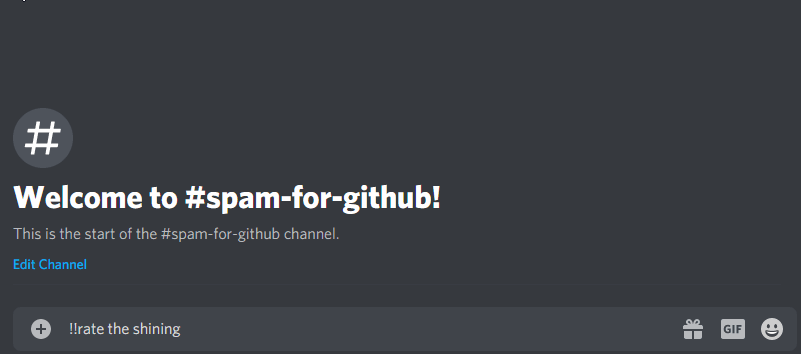 Welcome to #spam-for-github!
This is the start of the #spam-for-github channel.
Edit Channel
!!rate the shining
GIF